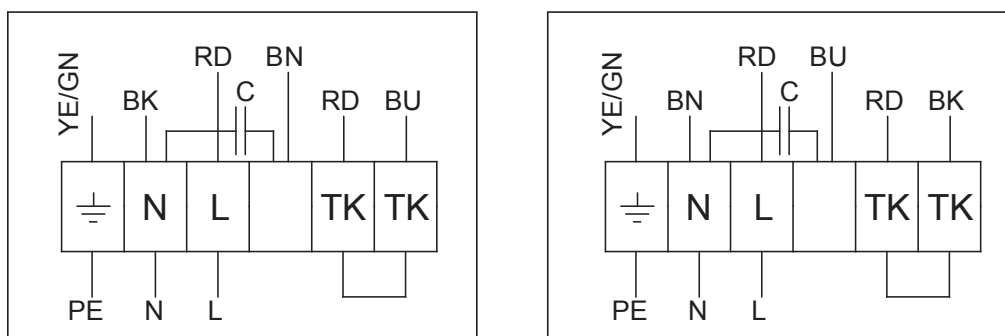 YE/GN BK RD C BN RD BU
N L TK TK
PE N L
YE/GN BN RD C BU RD BK
N L TK TK
PE N L